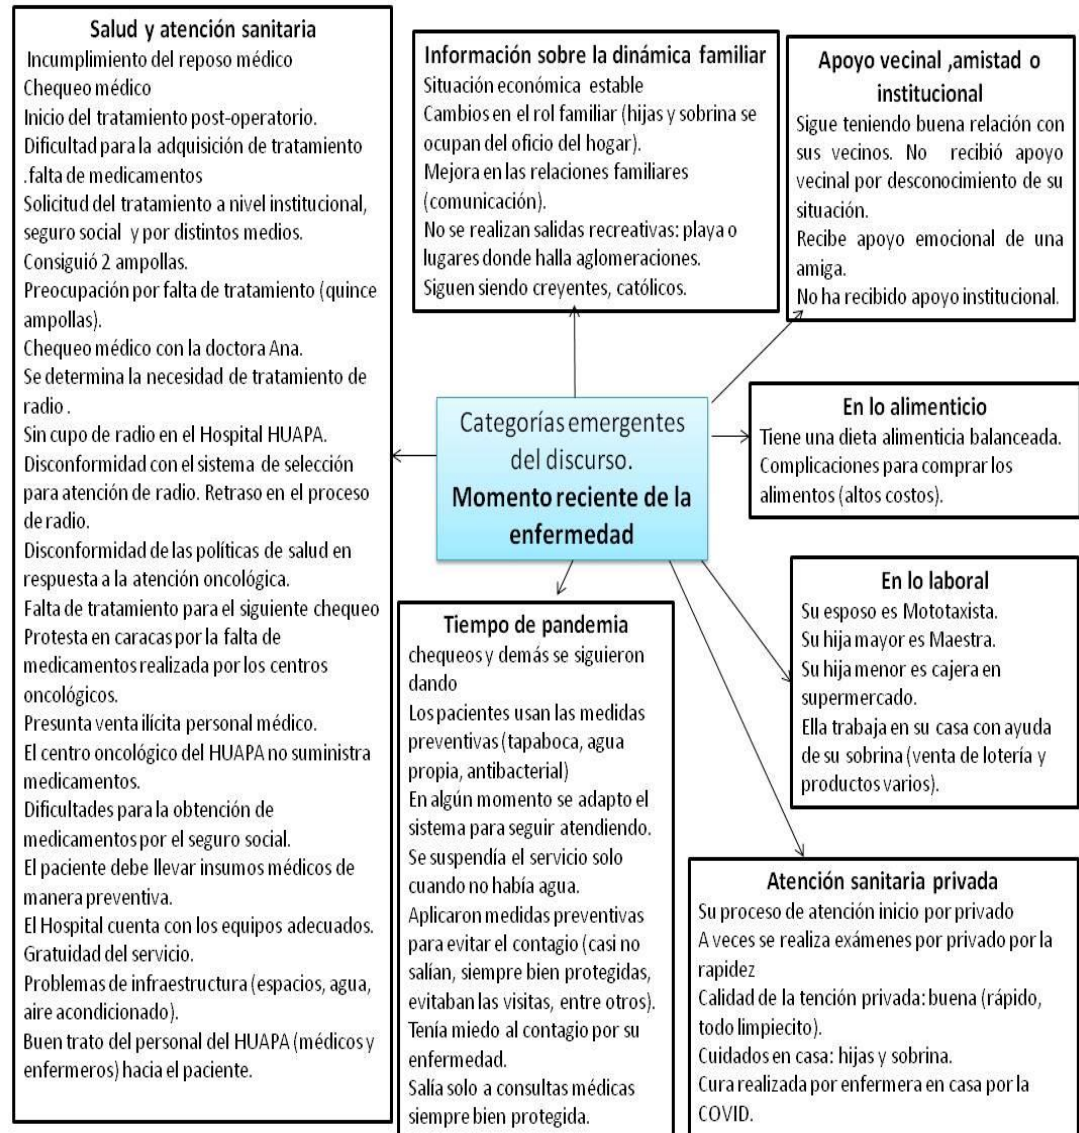 Salud y atención sanitaria
Incumplimiento del reposo médico
Chequeo médico
Inicio del tratamiento post-operatorio.
Dificultad para la adquisición de tratamiento
.falta de medicamentos
Solicitud del tratamiento a nivel institucional,
seguro social y por distintos medios.
Consiguió 2 ampollas.
Preocupación por falta de tratamiento (quince
ampollas).
Chequeo médico con la doctora Ana.
Se determina la necesidad de tratamiento de
radio .
Sin cupo de radio en el Hospital HUAPA.
Disconformidad con el sistema de selección
para atención de radio. Retraso en el proceso
de radio.
Disconformidad de las políticas de salud en
respuesta a la atención oncológica.
Falta de tratamiento para el siguiente chequeo
Protesta en caracas por la falta de
medicamentos realizada por los centros
oncológicos.
Presunta venta ilícita personal médico.
El centro oncológico del HUAPA no suministra
medicamentos.
Dificultades para la obtención de
medicamentos por el seguro social.
El paciente debe llevar insumos médicos de
manera preventiva.
El Hospital cuenta con los equipos adecuados.
Gratuidad del servicio.
Problemas de infraestructura (espacios, agua,
aire acondicionado).
Buen trato del personal del HUAPA (médicos y
enfermeros) hacia el paciente.
Información sobre la dinámica familiar
Situación económica estable
Cambios en el rol familiar (hijas y sobrina se
ocupan del oficio del hogar).
Mejora en las relaciones familiares
(comunicación).
No se realizan salidas recreativas: playa o
lugares donde halla aglomeraciones.
Siguen siendo creyentes, católicos.
Apoyo vecinal ,amistad o
institucional
Sigue teniendo buena relación con
sus vecinos. No recibió apoyo
vecinal por desconocimiento de su
situación.
Recibe apoyo emocional de una
amiga.
No ha recibido apoyo institucional.
Categorías emergentes
del discurso.
Momento reciente de la
enfermedad
En lo alimenticio
Tiene una dieta alimenticia balanceada.
Complicaciones para comprar los
alimentos (altos costos).
En lo laboral
Su esposo es Mototaxista.
Su hija mayor es Maestra.
Su hija menor es cajera en
supermercado.
Ella trabaja en su casa con ayuda
de su sobrina (venta de lotería y
productos varios).
Tiempo de pandemia
chequeos y demás se siguieron
dando
Los pacientes usan las medidas
preventivas (tapaboca, agua
propia, antibacterial)
En algún momento se adapto el
sistema para seguir atendiendo.
Se suspendía el servicio solo
cuando no había agua.
Aplicaron medidas preventivas
para evitar el contagio (casi no
salían, siempre bien protegidas,
evitaban las visitas, entre otros).
Tenía miedo al contagio por su
enfermedad.
Salía solo a consultas médicas
siempre bien protegida.
Atención sanitaria privada
Su proceso de atención inicio por privado
A veces se realiza exámenes por privado por la
rapidez
Calidad de la tención privada: buena (rápido,
todo limpiecito).
Cuidados en casa: hijas y sobrina.
Cura realizada por enfermera en casa por la
COVID.